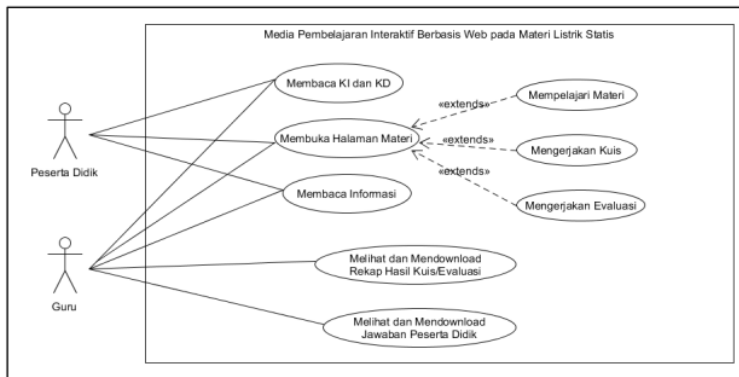 Media Pembelajaran Interaktif Berbasis Web pada Materi Listrik Statis
Membaca KI dan KD
«extends»
Mempelajari Materi
Membuka Halaman Materi
«extends»
Mengerjakan Kuis
Peserta Didik
«extends»
Membaca Informasi
Mengerjakan Evaluasi
Melihat dan Mendownload
Rekap Hasil Kuis/Evaluasi
Guru
Melihat dan Mendownload
Jawaban Peserta Didik